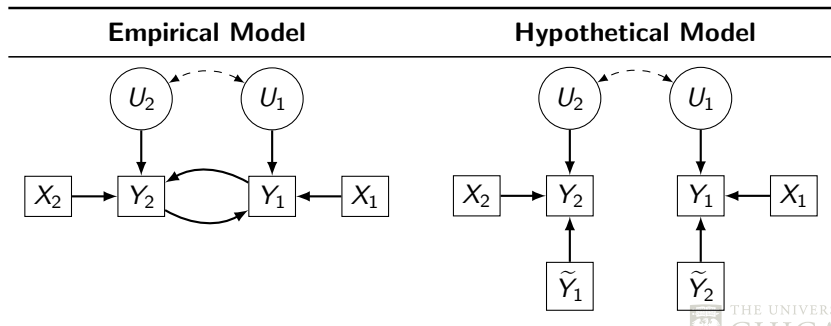 Empirical Model Hypothetical Model
U₂ U₁ U₂ U₁
X₂ Y₂ Y₁ X₁ X₂ Y₂ Y₁ X₁
Ỹ₁ Ỹ₂
THE UNIVERS